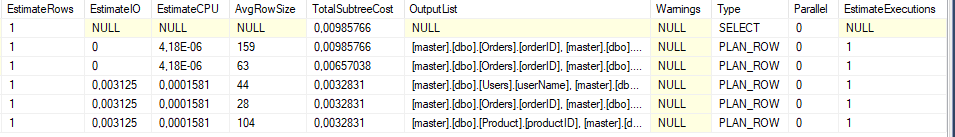 EstimateRows EstimateIO EstimateCPU AvgRowSize TotalSubtreeCost OutputList Warnings Type Parallel EstimateExecutions
1 NULL NULL NULL 0,00985766 NULL NULL SELECT 0 NULL
1 0 4,18E-06 159 0,00985766 [master].[dbo].[Orders].[orderID], [master].[dbo].... NULL PLAN_ROW 0 1
1 0 4,18E-06 63 0,00657038 [master].[dbo].[Orders].[orderID], [master].[dbo].... NULL PLAN_ROW 0 1
1 0,003125 0,0001581 44 0,0032831 [master].[dbo].[Users].[userName], [master].[db... NULL PLAN_ROW 0 1
1 0,003125 0,0001581 28 0,0032831 [master].[dbo].[Orders].[orderID], [master].[dbo].... NULL PLAN_ROW 0 1
1 0,003125 0,0001581 104 0,0032831 [master].[dbo].[Product].[productID], [master].[d... NULL PLAN_ROW 0 1